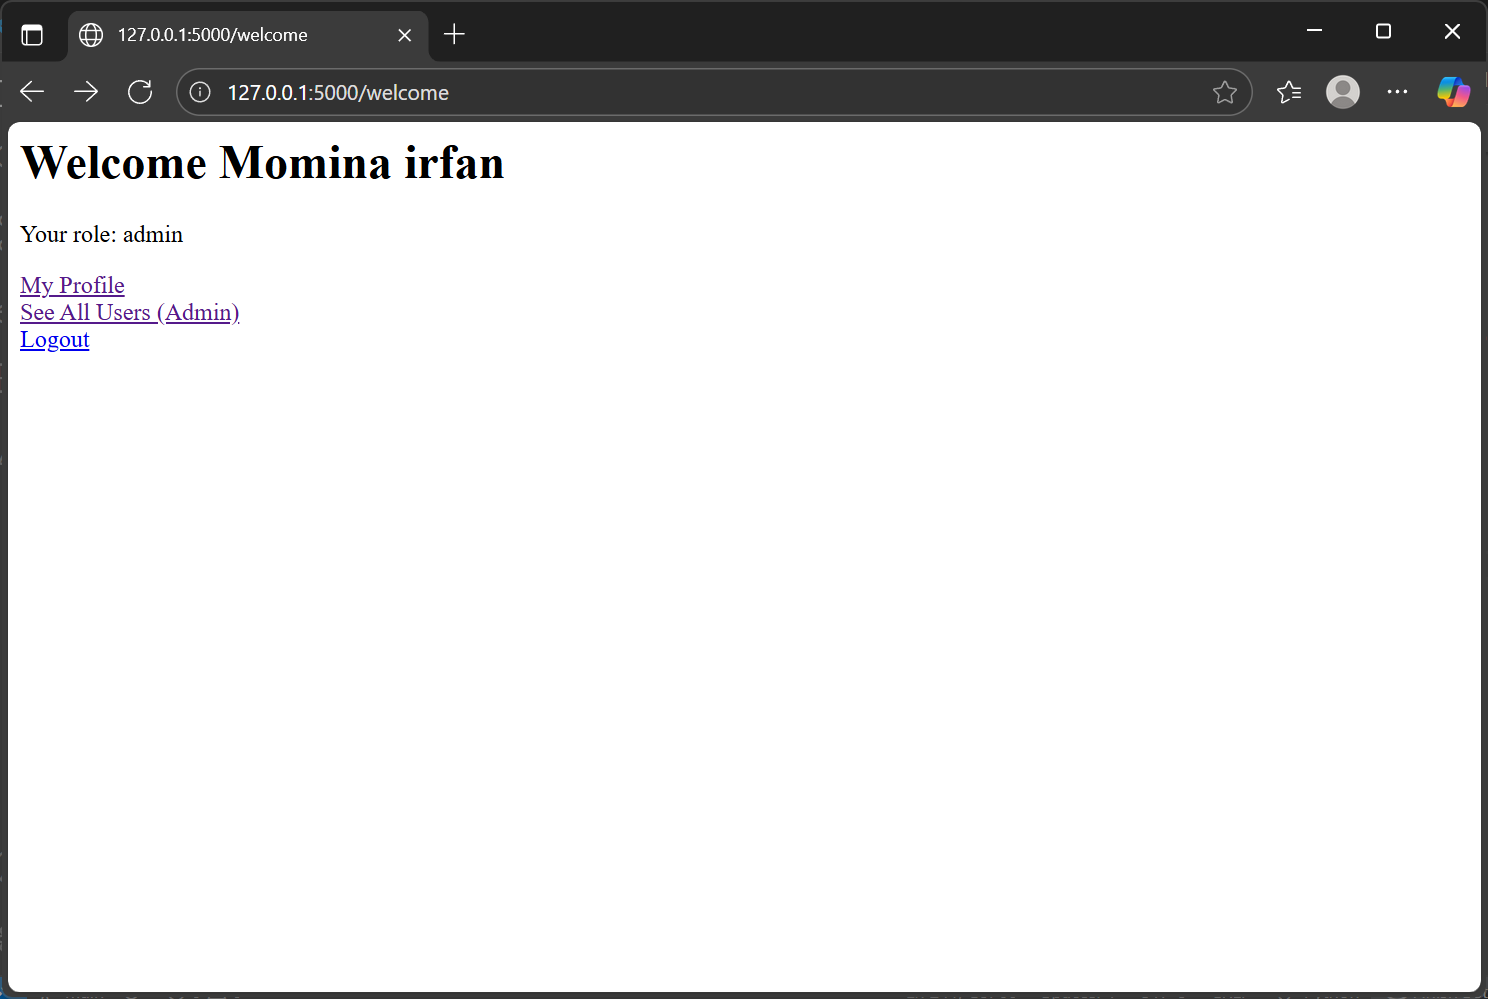 127.0.0.1:5000/welcome
127.0.0.1:5000/welcome
Welcome Momina irfan
Your role: admin
My Profile
See All Users (Admin)
Logout